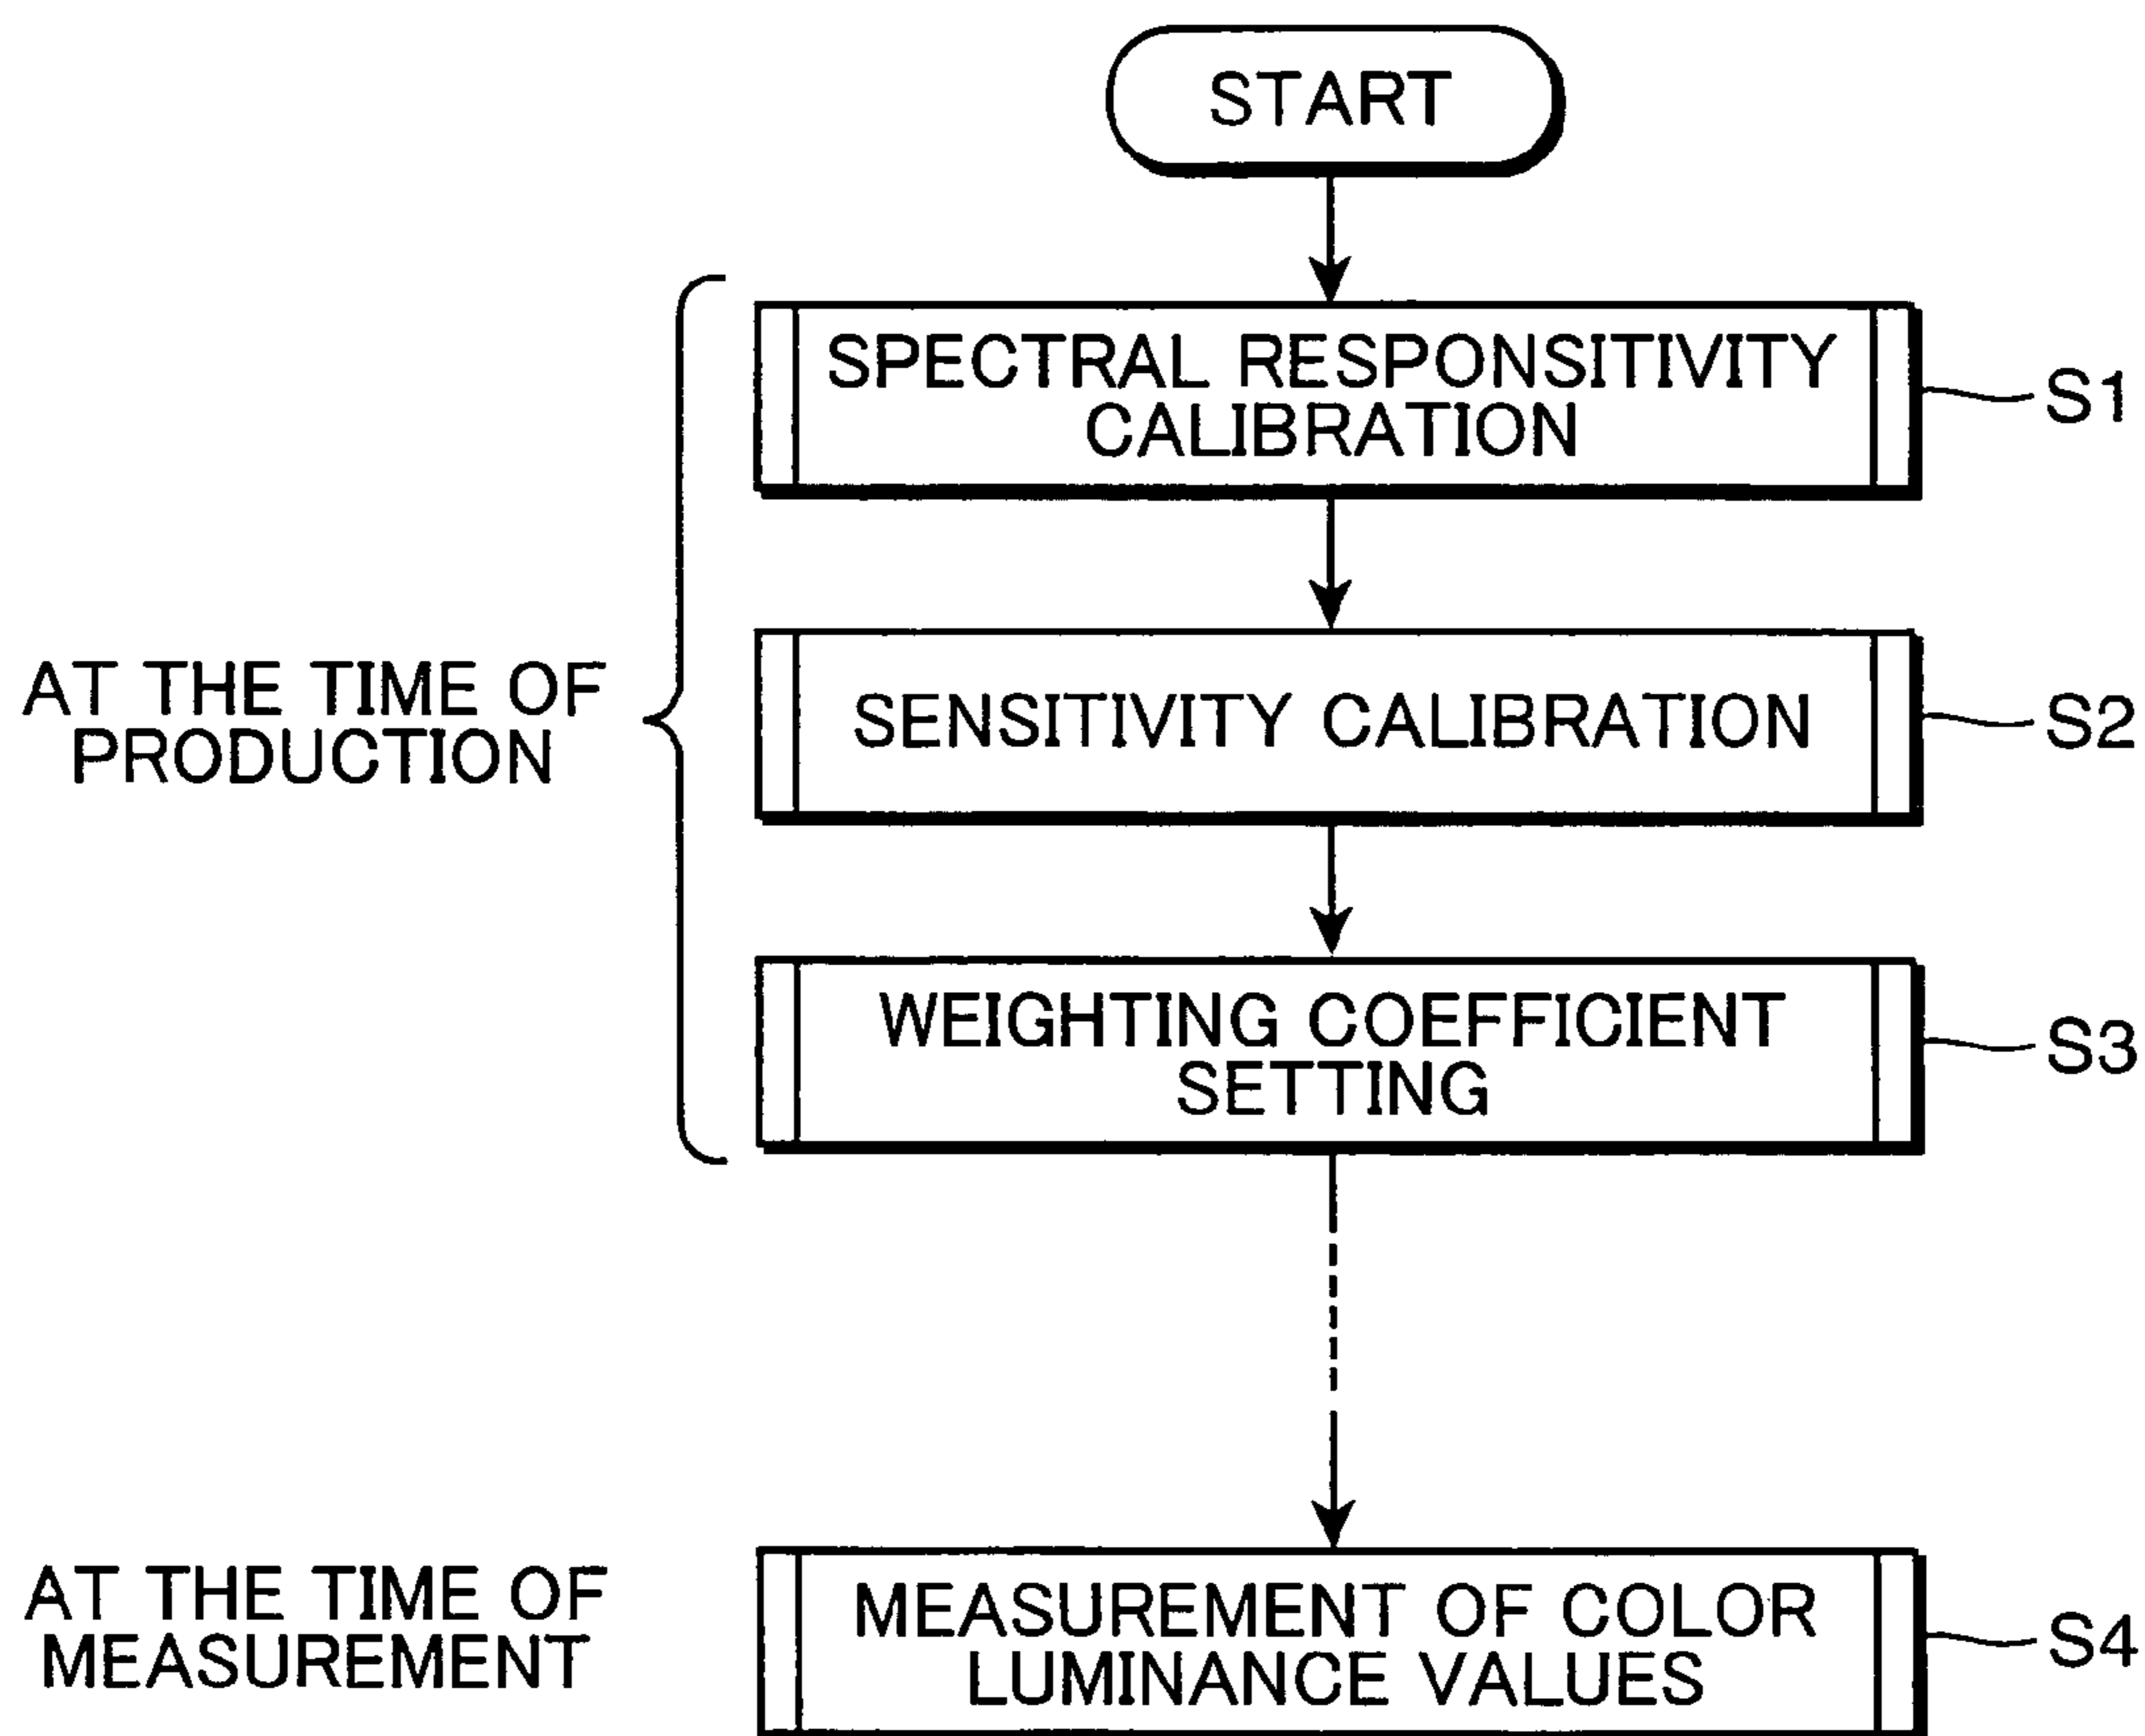 START
SPECTRAL RESPONSITIVITY
CALIBRATION
S1
AT THE TIME OF
PRODUCTION
SENSITIVITY CALIBRATION
S2
WEIGHTING COEFFICIENT
SETTING
S3
AT THE TIME OF
MEASUREMENT
MEASUREMENT OF COLOR
LUMINANCE VALUES
S4